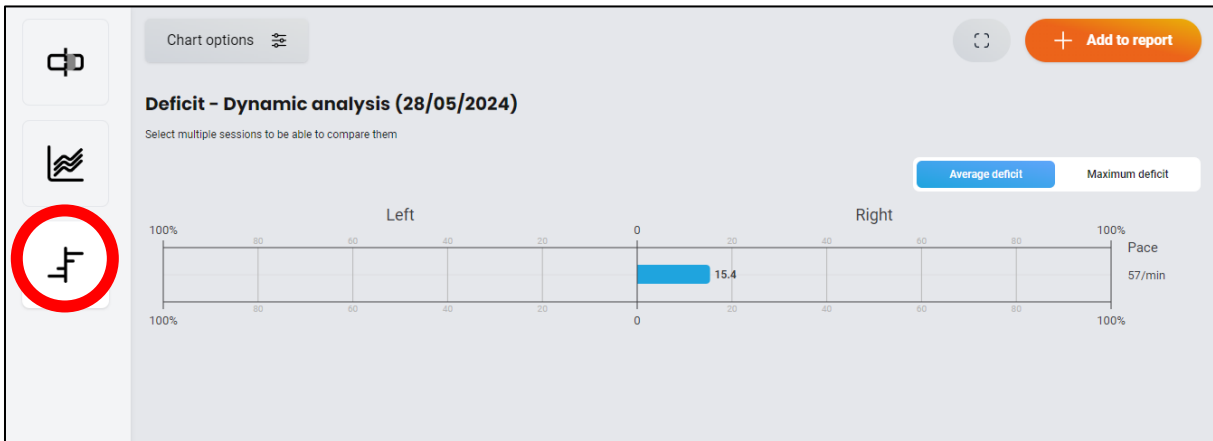 Chart options
Add to report
Deficit - Dynamic analysis (28/05/2024)
Select multiple sessions to be able to compare them
Average deficit Maximum deficit
Left Right
100% 0 100%
80 60 40 20 20 40 60 80
Pace
15.4 57/min
80 60 40 20 20 40 60 80
100% 0 100%